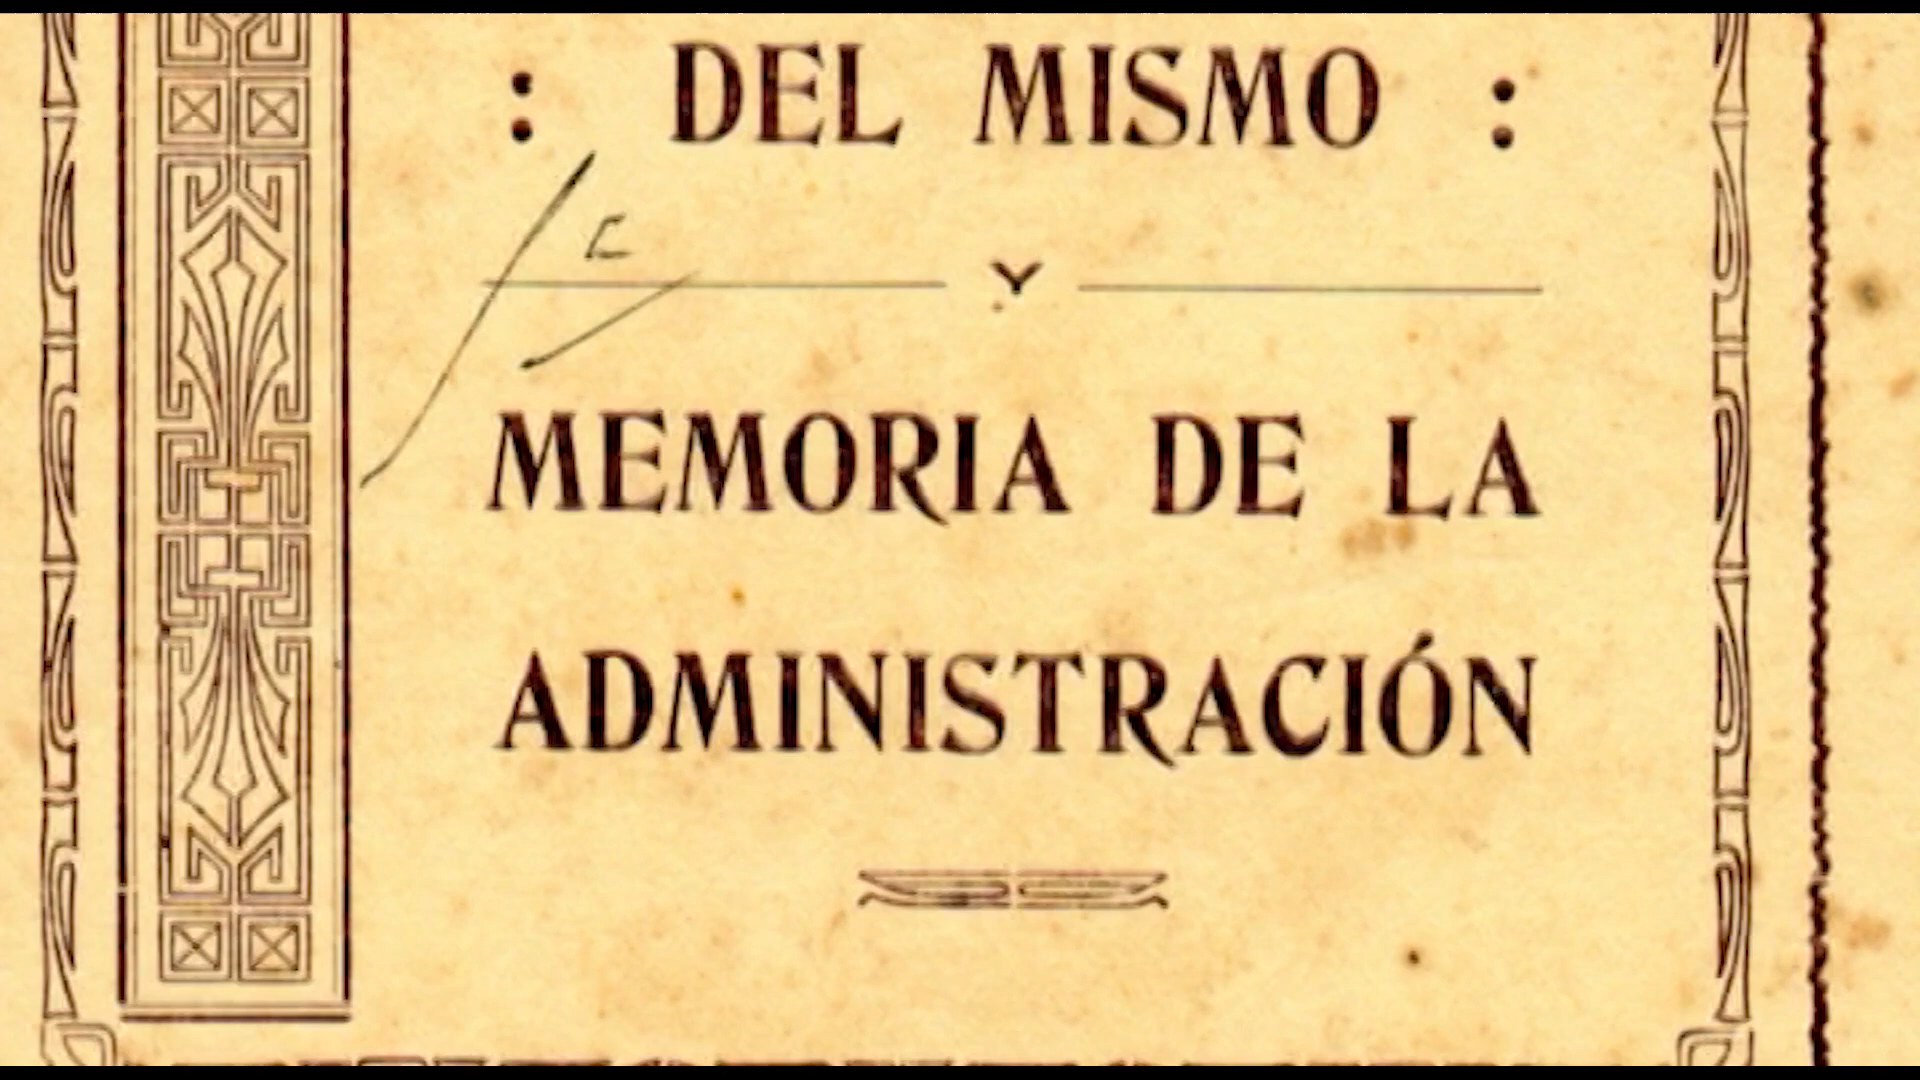 : DEL MISMO :
Y
MEMORIA DE LA
ADMINISTRACIÓN